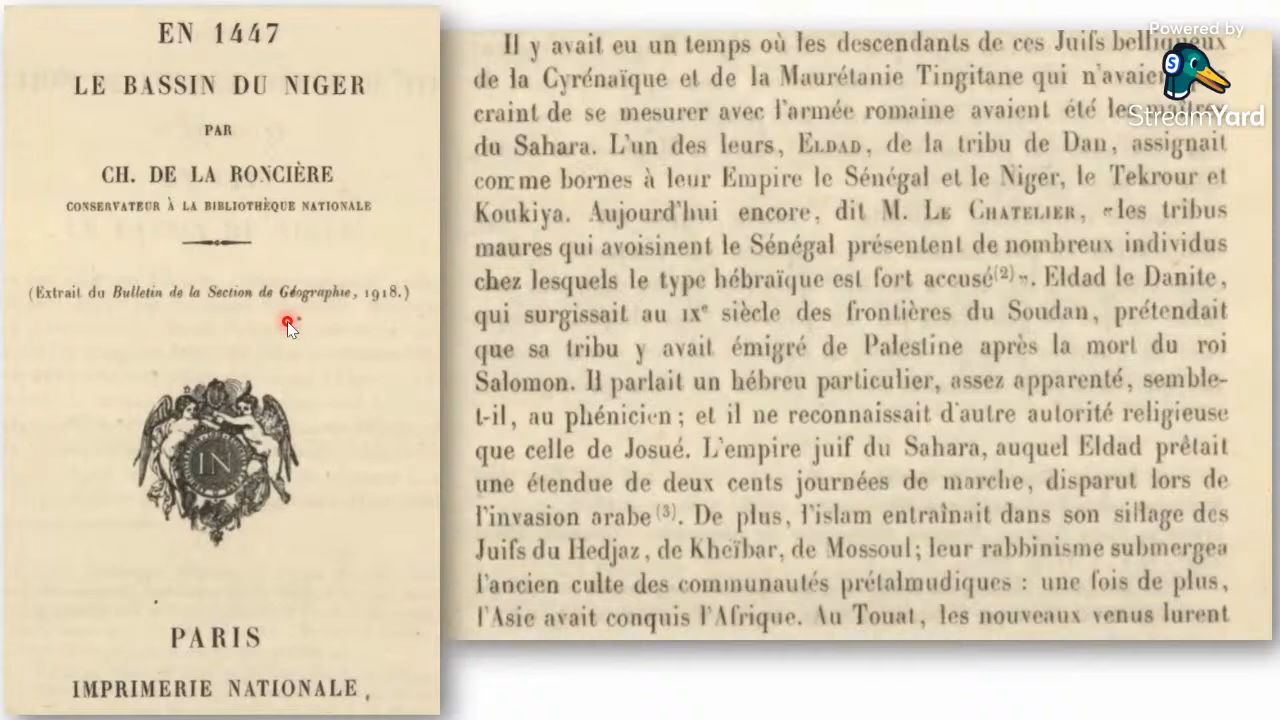 EN 1447
LE BASSIN DU NIGER
PAR
CH. DE LA RONCIÈRE
CONSERVATEUR À LA BIBLIOTHÈQUE NATIONALE
(Extrait du Bulletin de la Section de Géographie, 1918.)
IN
PARIS
IMPRIMERIE NATIONALE
Il y avait eu un temps où les descendants de ces Juifs belliqueux
de la Cyrénaïque et de la Maurétanie Tingitane qui n'avaient
craint de se mesurer avec l'armée romaine avaient été les maîtres
du Sahara. L'un des leurs, ELDAD, de la tribu de Dan, assignait
comme bornes à leur Empire le Sénégal et le Niger, le Tekrour et
Koukiya. Aujourd'hui encore, dit M. LE CHATELIER, «les tribus
maures qui avoisinent le Sénégal présentent de nombreux individus
chez lesquels le type hébraïque est fort accusé(2)». Eldad le Danite,
qui surgissait au IXe siècle des frontières du Soudan, prétendait
que sa tribu y avait émigré de Palestine après la mort du roi
Salomon. Il parlait un hébreu particulier, assez apparenté, semble-
t-il, au phénicien; et il ne reconnaissait d'autre autorité religieuse
que celle de Josué. L'empire juif du Sahara, auquel Eldad prêtait
une étendue de deux cents journées de marche, disparut lors de
l'invasion arabe(3). De plus, l'islam entraînait dans son sillage des
Juifs du Hedjaz, de Kheïbar, de Mossoul; leur rabbinisme submergea
l'ancien culte des communautés prétalmudiques : une fois de plus,
l'Asie avait conquis l'Afrique. Au Touat, les nouveaux venus furent
Powered by
S
StreamYard